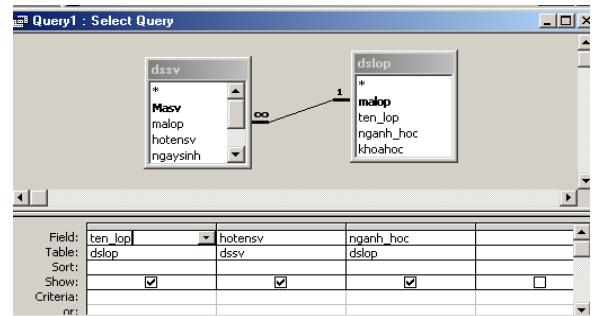 Query1 : Select Query
dssv
*
Masv
malop
hotensv
ngaysinh
∞
1
dslop
*
malop
ten_lop
nganh_hoc
khoahoc
Field: ten_lop hotensv nganh_hoc
Table: dslop dssv dslop
Sort:
Show:
Criteria:
or: